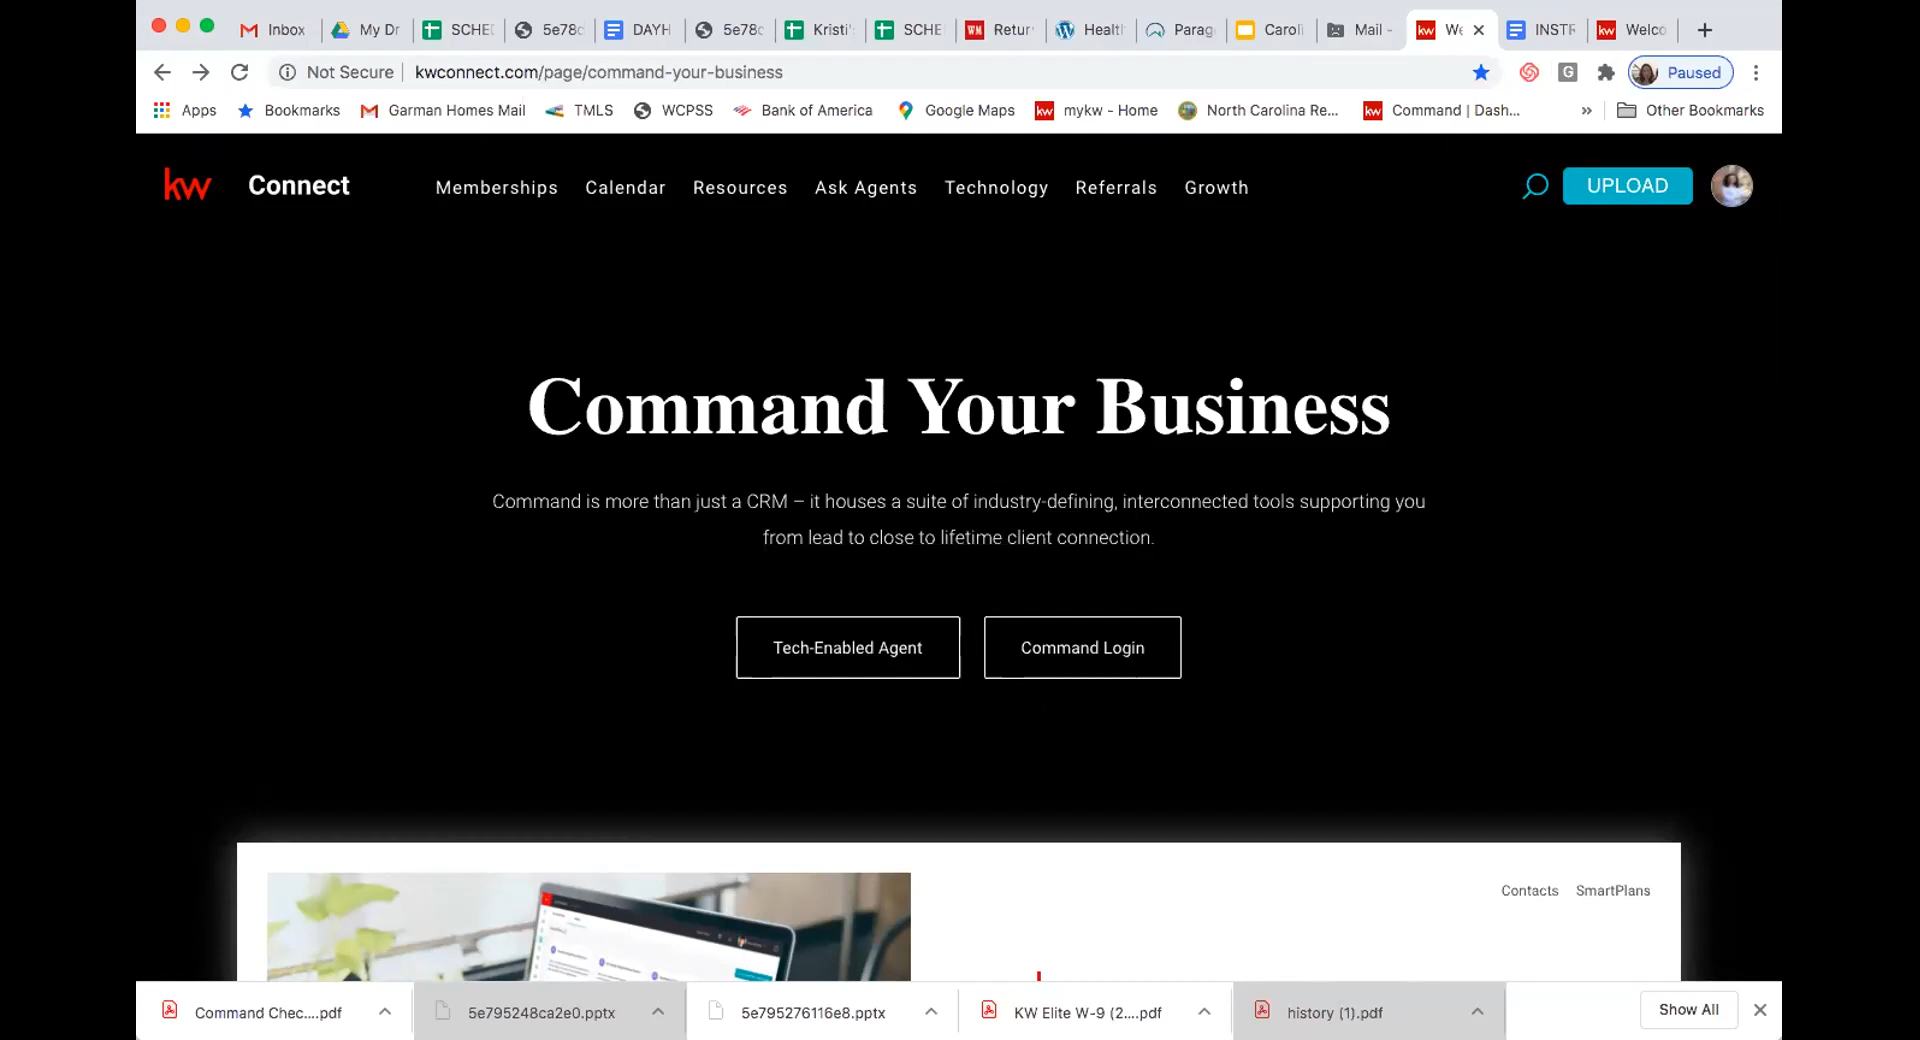 Inbox
My Dr
SCHED
5e78c
DAYH
5e78c
Kristi'
SCHE
Retur
Health
Parag
Caroli
Mail -
We
INSTR
Welco
Not Secure
kwconnect.com/page/command-your-business
Paused
Apps
Bookmarks
Garman Homes Mail
TMLS
WCPSS
Bank of America
Google Maps
mykw - Home
North Carolina Re...
Command | Dash...
»
Other Bookmarks
kw Connect
Memberships
Calendar
Resources
Ask Agents
Technology
Referrals
Growth
UPLOAD
Command Your Business
Command is more than just a CRM – it houses a suite of industry-defining, interconnected tools supporting you
from lead to close to lifetime client connection.
Tech-Enabled Agent
Command Login
Contacts
SmartPlans
Command Chec....pdf
5e795248ca2e0.pptx
5e795276116e8.pptx
KW Elite W-9 (2....pdf
history (1).pdf
Show All